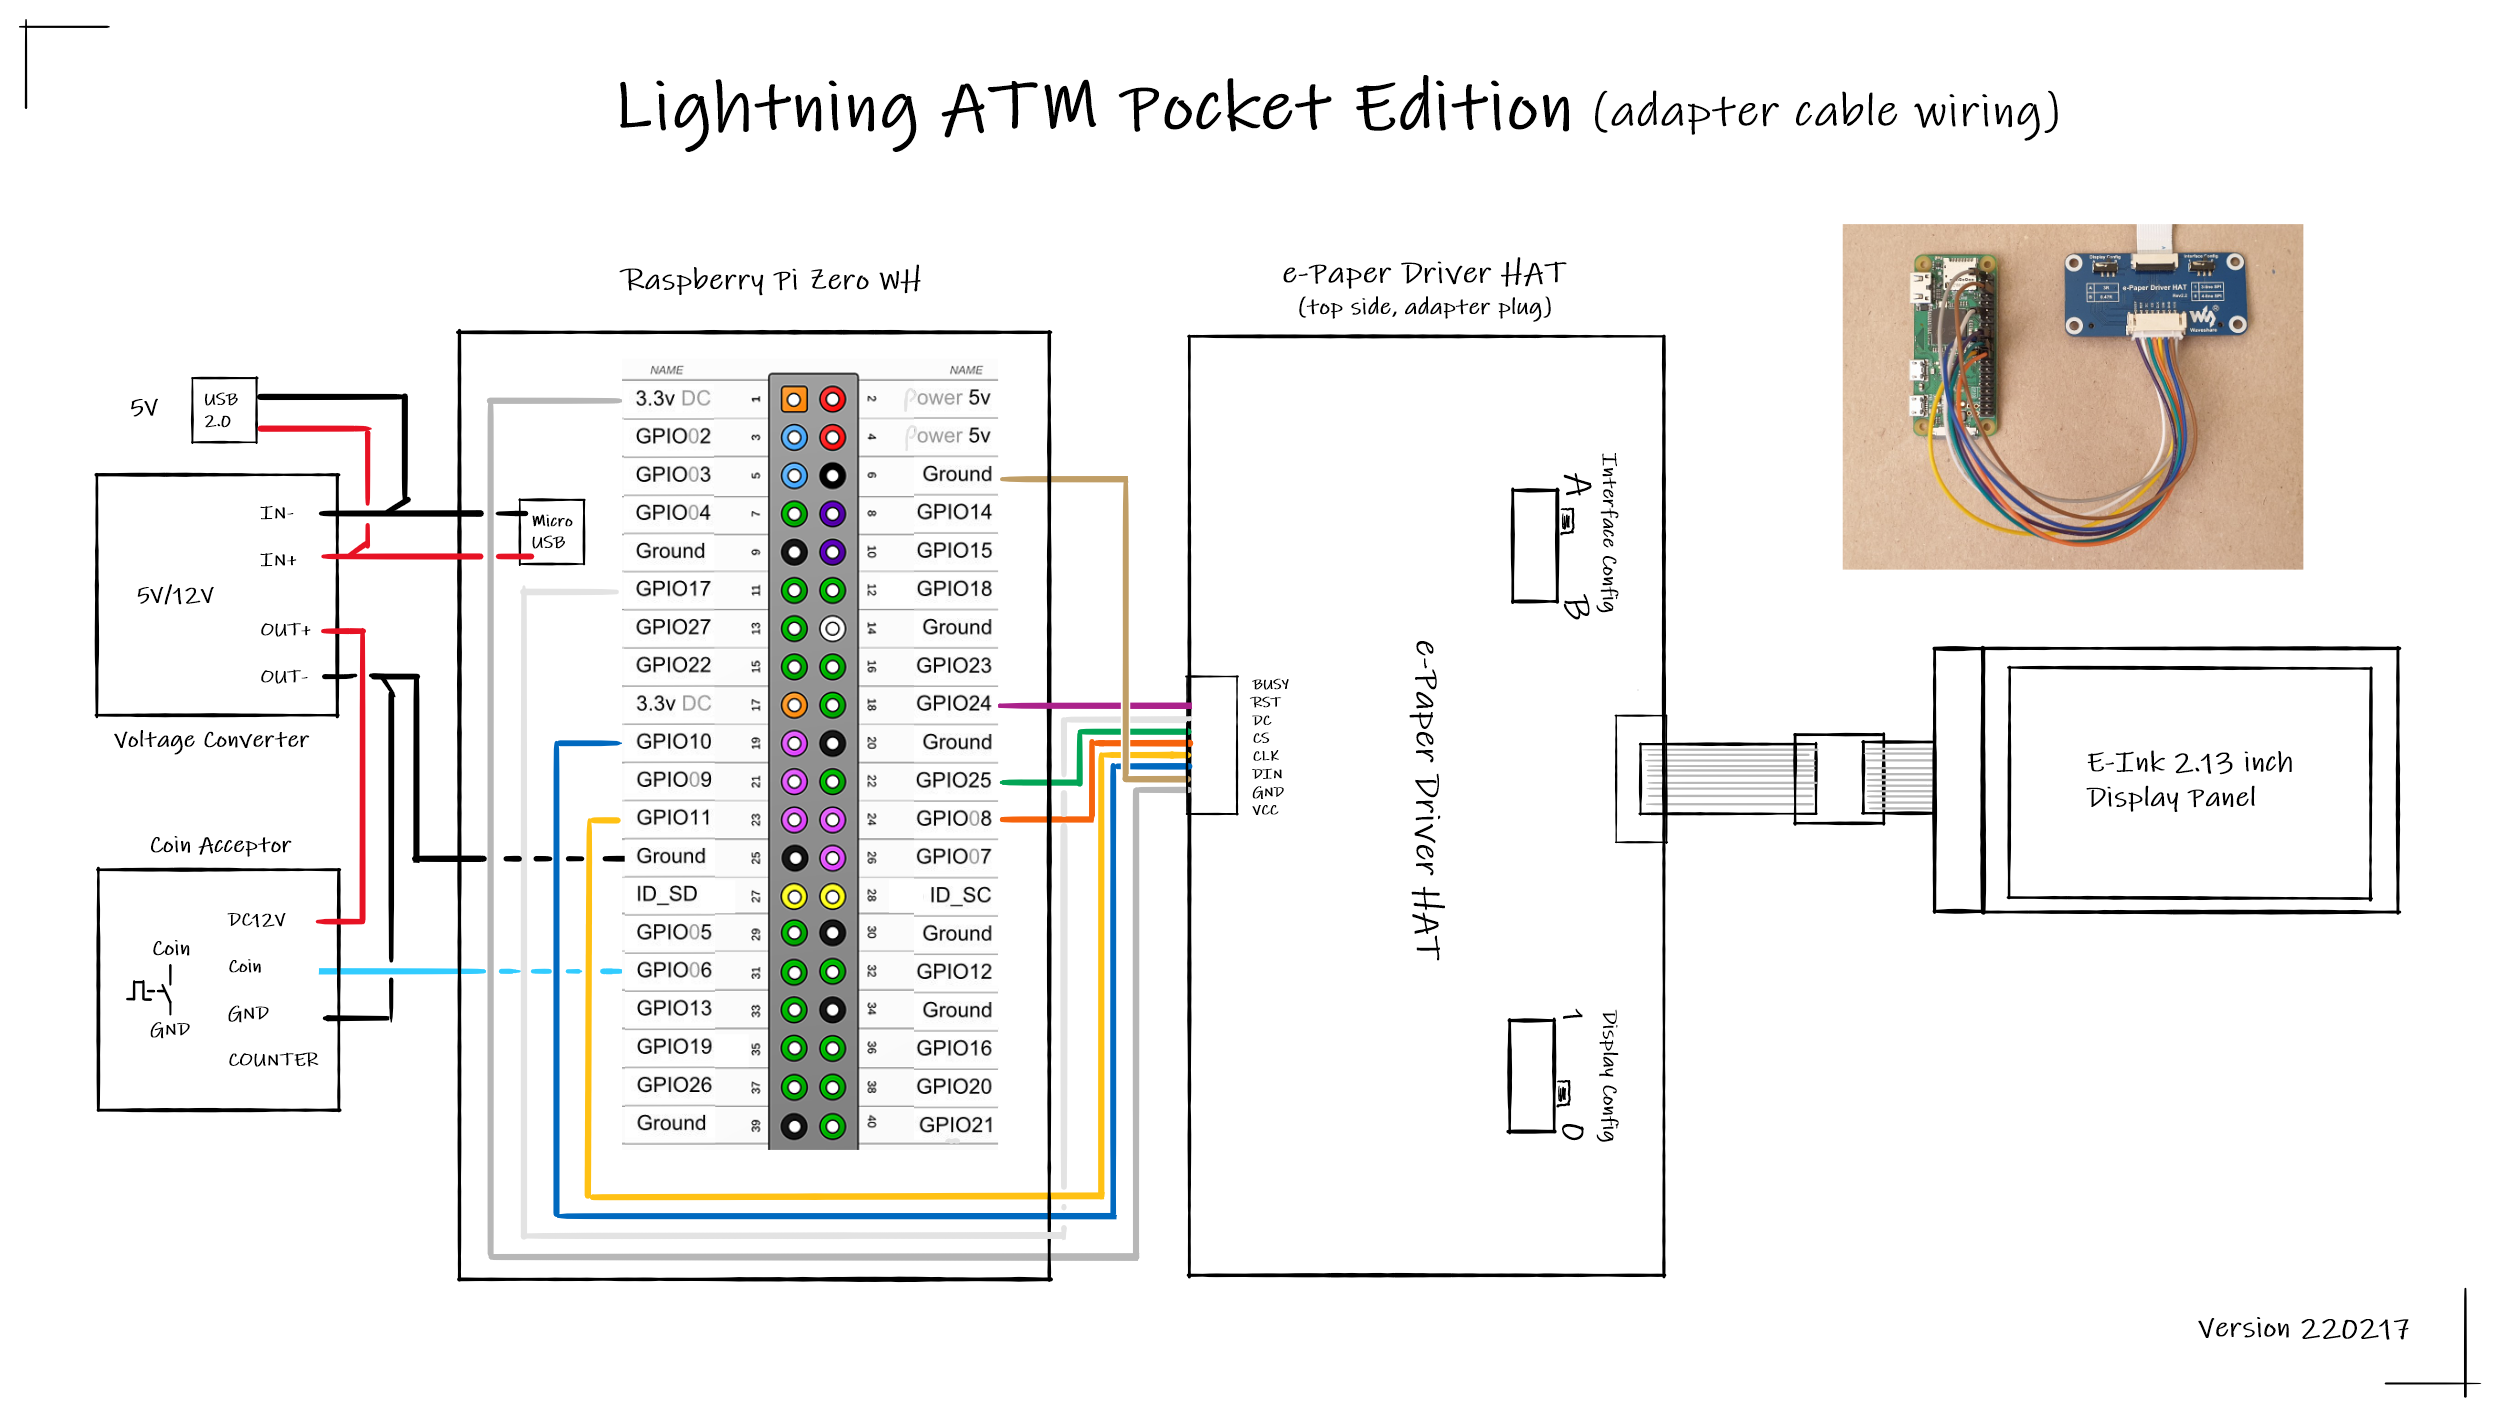 Lightning ATM Pocket Edition (adapter cable wiring)
Raspberry Pi Zero WH
e-Paper Driver HAT
(top side, adapter plug)
5V
USB
2.0
IN-
IN+
5V/12V
OUT+
OUT-
Voltage Converter
Micro
USB
Coin Acceptor
DC12V
Coin
Coin
GND
GND
COUNTER
NAME NAME
3.3v DC 1 2 Power 5v
GPIO02 3 4 Power 5v
GPIO03 5 6 Ground
GPIO04 7 8 GPIO14
Ground 9 10 GPIO15
GPIO17 11 12 GPIO18
GPIO27 13 14 Ground
GPIO22 15 16 GPIO23
3.3v DC 17 18 GPIO24
GPIO10 19 20 Ground
GPIO09 21 22 GPIO25
GPIO11 23 24 GPIO08
Ground 25 26 GPIO07
ID_SD 27 28 ID_SC
GPIO05 29 30 Ground
GPIO06 31 32 GPIO12
GPIO13 33 34 Ground
GPIO19 35 36 GPIO16
GPIO26 37 38 GPIO20
Ground 39 40 GPIO21
BUSY
RST
DC
CS
CLK
DIN
GND
VCC
e-Paper Driver HAT
A
B
Interface Config
1
0
Display Config
Display Config
Interface Config
e-Paper Driver HAT
Waveshare
E-Ink 2.13 inch
Display Panel
Version 220217